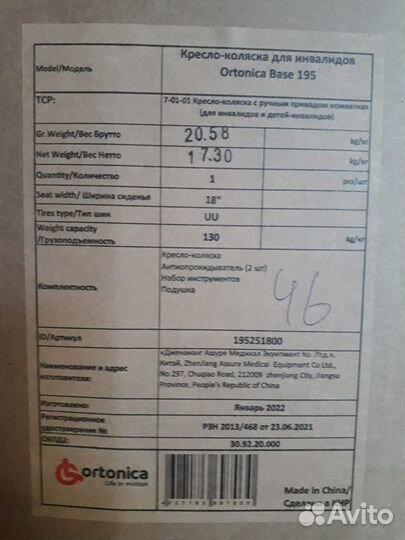 Model/Модель
Кресло-коляска для инвалидов
Ortonica Base 195
ТСР:
7-01-01 Кресло-коляска с ручным приводом комнатная
(для инвалидов и детей-инвалидов)
Gr.Weight/Вес Брутто
20.58
kg/кг
Net Weight/Вес Нетто
17.30
kg/кг
Quantity/Количество
1
pcs/шт
Seat width/ Ширина сиденья
18"
Tires type/Тип шин
UU
Weight capacity
/Грузоподъемность
130
kg/кг
Комплектность
Кресло-коляска
Антиопрокидыватель (2 шт)
Набор инструментов
Подушка
46
ID/Артикул
195251800
Наименование и адрес
изготовителя:
«Дженжианг Ашуре Медикал Экуипмент Ко. Лтд.»,
Китай, ZhenJiang Assure Medical Equipment Co Ltd.,
No.297, Chuqiao Road, 212009 zhenjiang City, Jiangsu
Province, People's Republic of China
Изготовлено:
Январь 2022
Регистрационное
удостоверение №
РЗН 2013/468 от 23.06.2021
ОКПД2:
30.92.20.000
ortonica
Life in motion
Made in China/
Сделано в КНР
Avito